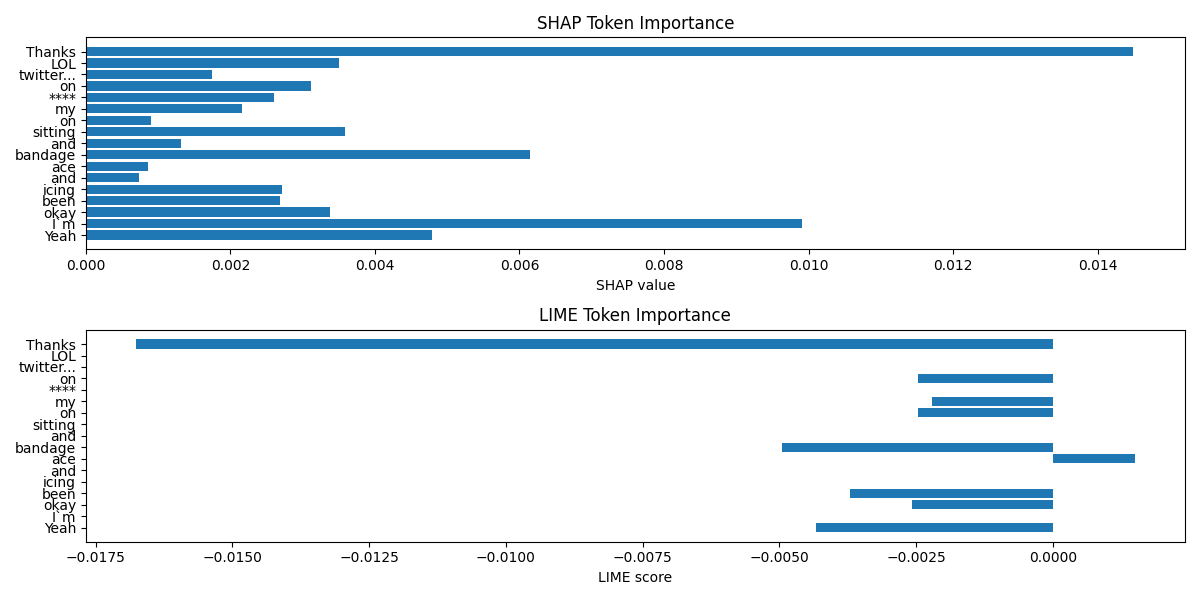 SHAP Token Importance
Thanks
LOL
twitter...
on
****
my
on
sitting
and
bandage
ace
and
icing
been
okay
I`m
Yeah
0.000 0.002 0.004 0.006 0.008 0.010 0.012 0.014
SHAP value
LIME Token Importance
Thanks
LOL
twitter...
on
****
my
on
sitting
and
bandage
ace
and
icing
been
okay
I`m
Yeah
−0.0175 −0.0150 −0.0125 −0.0100 −0.0075 −0.0050 −0.0025 0.0000
LIME score